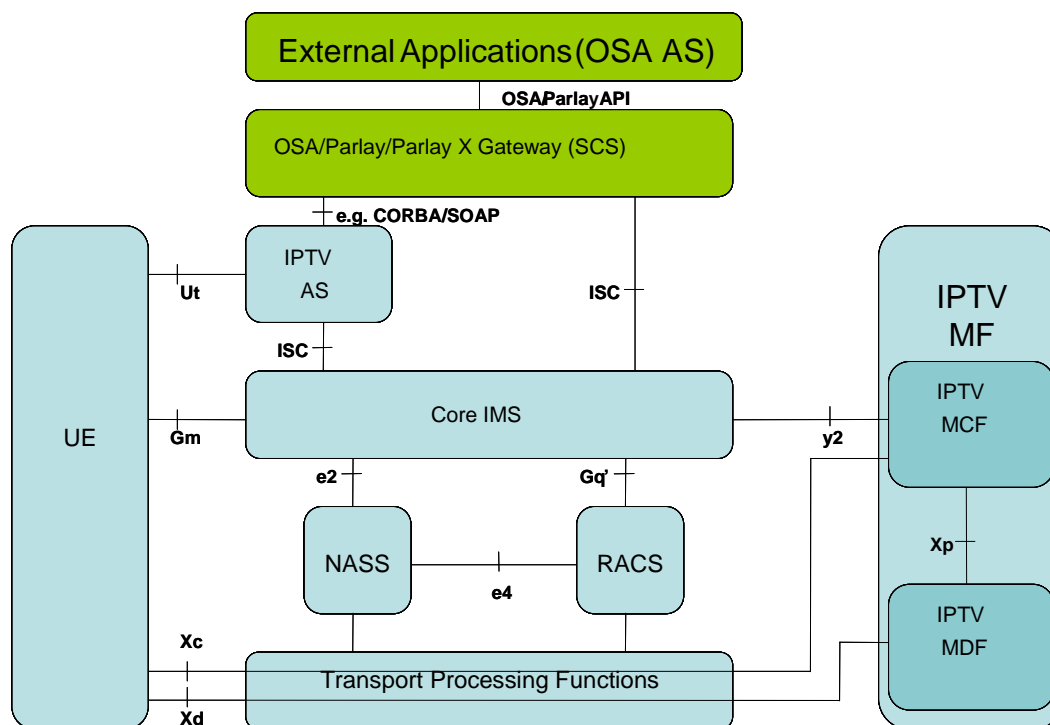 External Applications (OSA AS)
OSA/Parlay API
OSA/Parlay/Parlay X Gateway (SCS)
e.g. CORBA/SOAP
IPTV
AS
Ut
ISC
ISC
IPTV
MF
IPTV
MCF
Core IMS
UE
Gm
y2
e2
Gq'
NASS
RACS
e4
Xp
IPTV
MDF
Xc
Transport Processing Functions
Xd